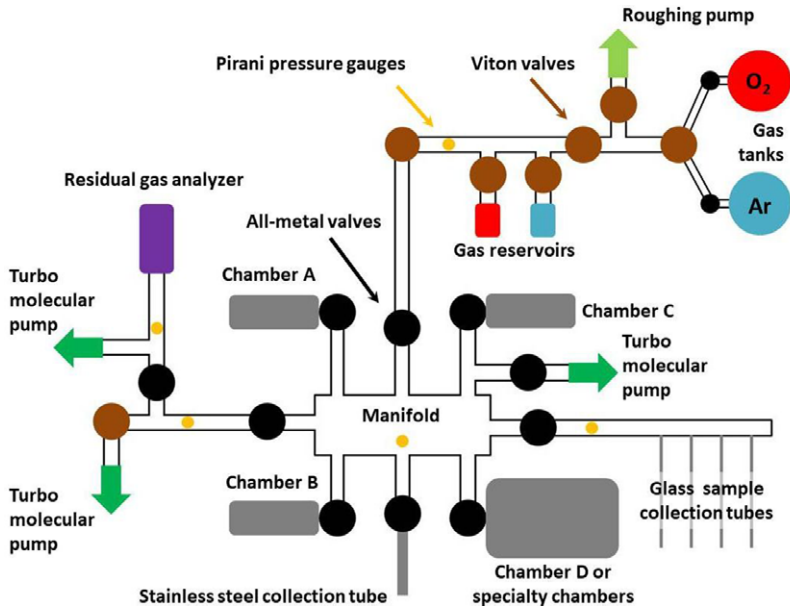 Roughing pump
Pirani pressure gauges
Viton valves
O2
Gas
tanks
Ar
Residual gas analyzer
All-metal valves
Gas reservoirs
Turbo
molecular
pump
Chamber A
Chamber C
Turbo
molecular
pump
Manifold
Chamber B
Turbo
molecular
pump
Glass sample
collection tubes
Stainless steel collection tube
Chamber D or
specialty chambers